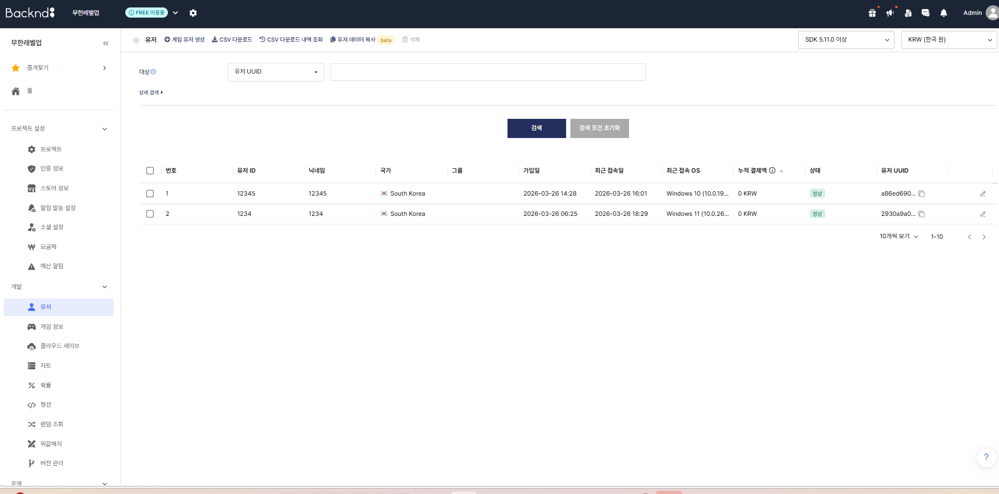 Backnd
무한레벨업
FREE 이용중
Admin
무한레벨업
즐겨찾기
홈
프로젝트 설정
프로젝트
인증 정보
스토어 정보
알림 발송 설정
소셜 설정
요금제
예산 알림
개발
유저
게임 정보
클라우드 세이브
차트
확률
펑션
랜덤 조회
뒤끝매치
버전 관리
운영
유저 게임 유저 생성 CSV 다운로드 CSV 다운로드 내역 조회 유저 데이터 복사 beta 삭제
SDK 5.11.0 이상
KRW (한국 원)
대상
유저 UUID
상세 검색
검색
검색 조건 초기화
번호 유저 ID 닉네임 국가 그룹 가입일 최근 접속일 최근 접속 OS 누적 결제액 상태 유저 UUID
1 12345 12345 South Korea 2026-03-26 14:28 2026-03-26 16:01 Windows 10 (10.0.19... 0 KRW 정상 a86ed690...
2 1234 1234 South Korea 2026-03-26 06:25 2026-03-26 18:29 Windows 11 (10.0.26... 0 KRW 정상 2930a9a0...
10개씩 보기 1-10
?